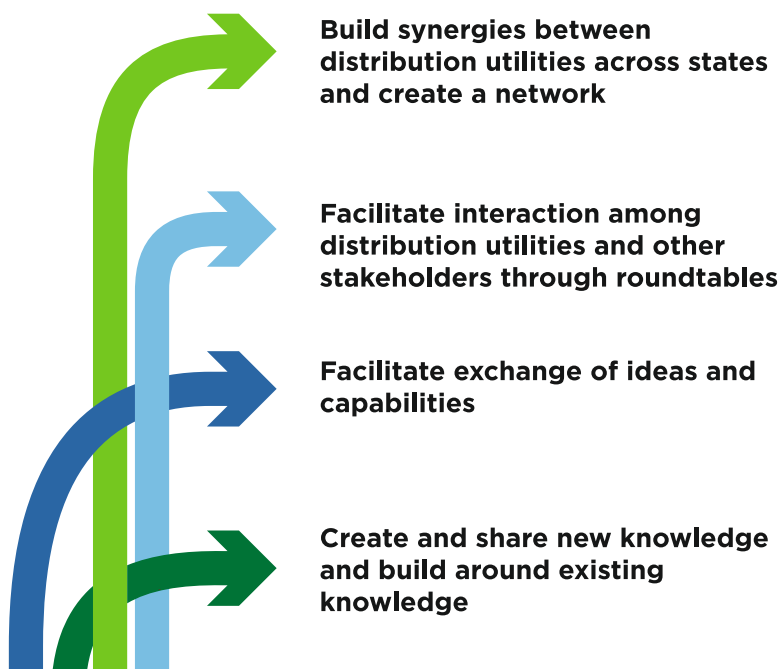 Build synergies between
distribution utilities across states
and create a network
Facilitate interaction among
distribution utilities and other
stakeholders through roundtables
Facilitate exchange of ideas and
capabilities
Create and share new knowledge
and build around existing
knowledge